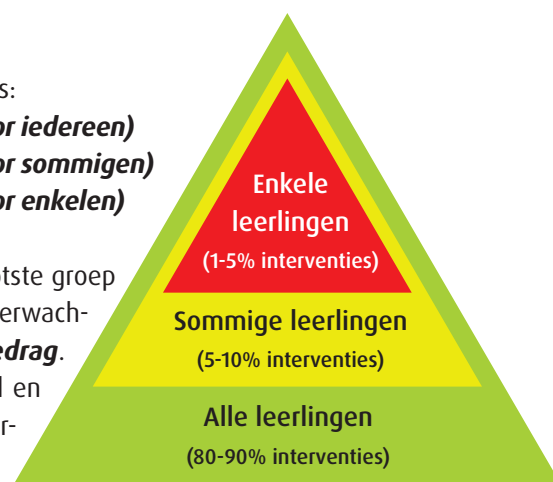 s:
or iedereen)
or sommigen)
or enkelen)
tste groep
erwach-
edrag.
l en
r-
Enkele
leerlingen
(1-5% interventies)
Sommige leerlingen
(5-10% interventies)
Alle leerlingen
(80-90% interventies)